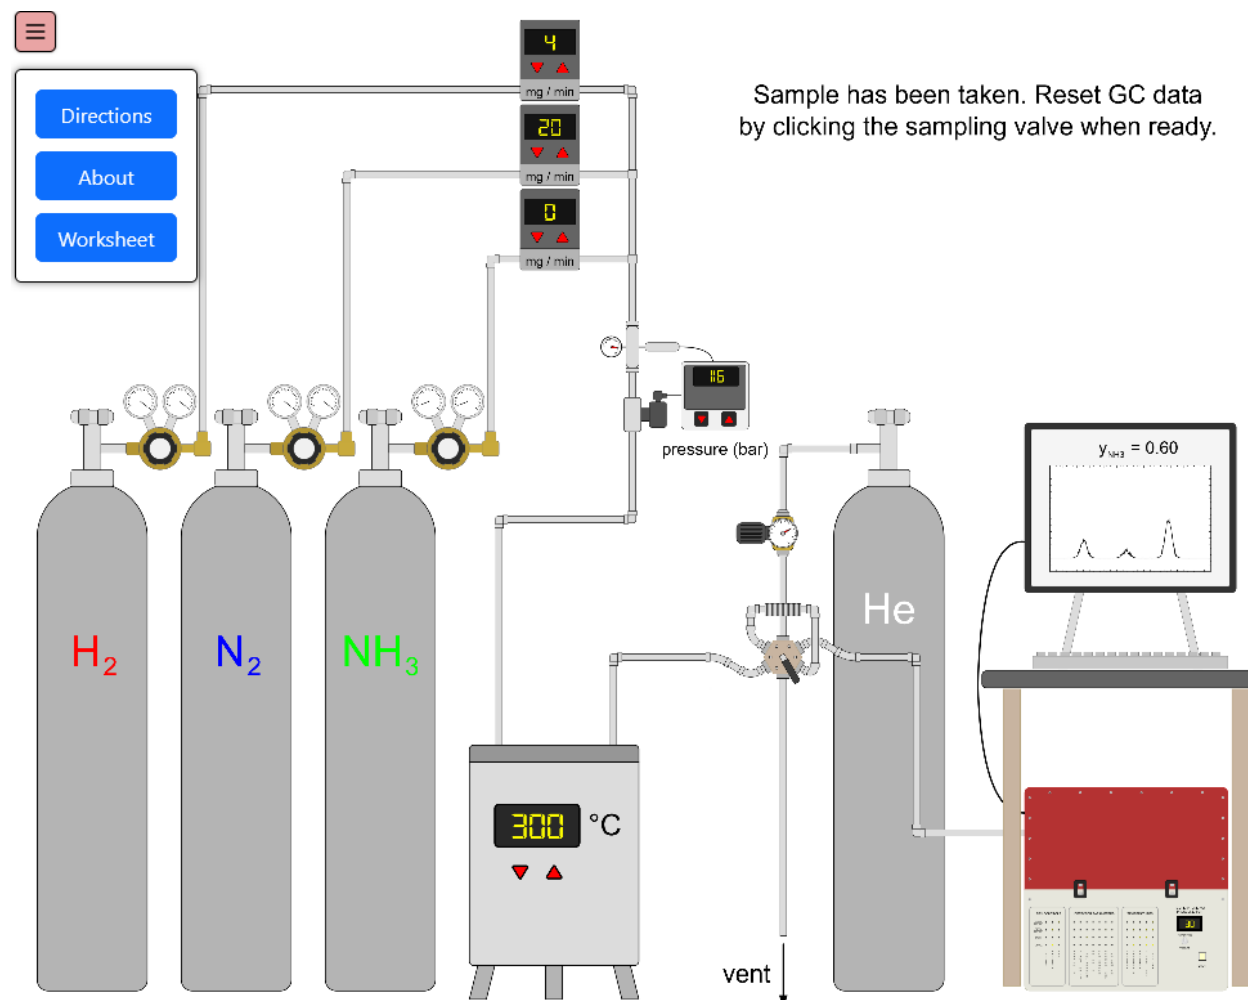 Directions
About
Worksheet
4
mg / min
20
mg / min
0
mg / min
Sample has been taken. Reset GC data
by clicking the sampling valve when ready.
116
pressure (bar)
H2
N2
NH3
He
yNH3 = 0.60
300 °C
30
vent